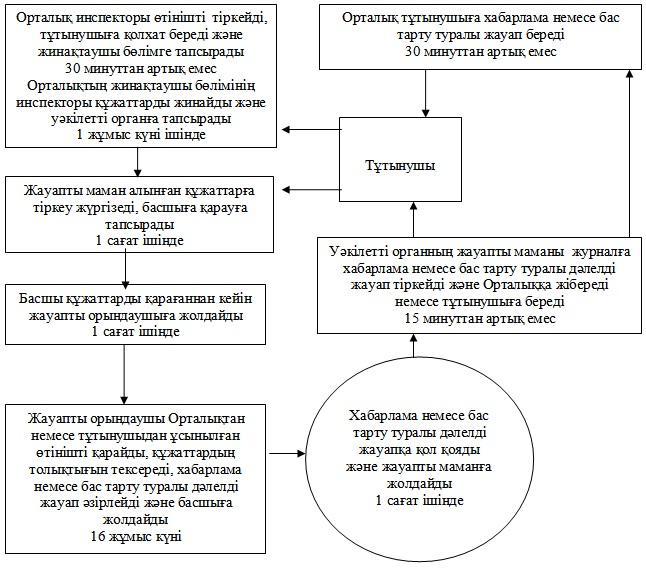 Орталық инспекторы өтінішті тіркейді,
тұтынушыға қолхат береді және
жинақтаушы бөлімге тапсырады
30 минуттан артық емес
Орталықтың жинақтаушы бөлімінің
инспекторы құжаттарды жинайды және
уәкілетті органға тапсырады
1 жұмыс күні ішінде
Орталық тұтынушыға хабарлама немесе бас
тарту туралы жауап береді
30 минуттан артық емес
Тұтынушы
Жауапты маман алынған құжаттарға
тіркеу жүргізеді, басшыға қарауға
тапсырады
1 сағат ішінде
Уәкілетті органның жауапты маманы журналға
хабарлама немесе бас тарту туралы дәлелді
жауап тіркейді және Орталыққа жібереді
немесе тұтынушыға береді
15 минуттан артық емес
Басшы құжаттарды қарағаннан кейін
жауапты орындаушыға жолдайды
1 сағат ішінде
Жауапты орындаушы Орталықтан
немесе тұтынушыдан ұсынылған
өтінішті қарайды, құжаттардың
толықтығын тексереді, хабарлама
немесе бас тарту туралы дәлелді
жауап әзірлейді және басшыға
жолдайды
16 жұмыс күні
Хабарлама немесе бас
тарту туралы дәлелді
жауапқа қол қояды
және жауапты маманға
жолдайды
1 сағат ішінде